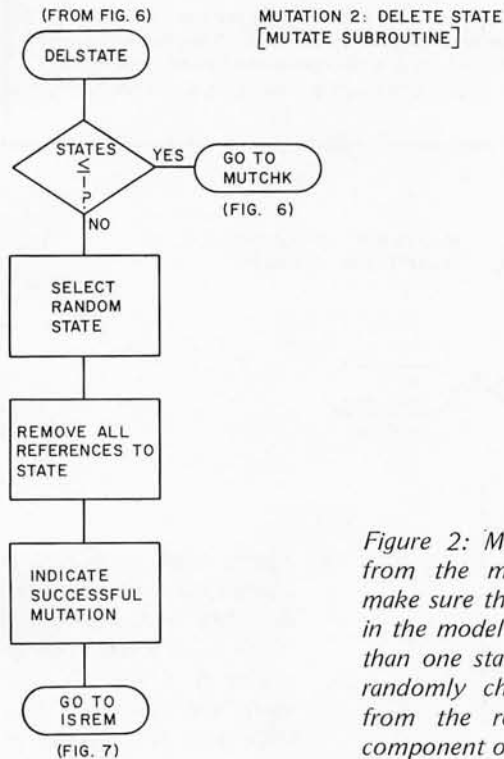 (FROM FIG. 6)
MUTATION 2: DELETE STATE
[MUTATE SUBROUTINE]
DELSTATE
STATES
≤
1
?
YES
GO TO
MUTCHK
(FIG. 6)
NO
SELECT
RANDOM
STATE
REMOVE ALL
REFERENCES TO
STATE
INDICATE
SUCCESSFUL
MUTATION
GO TO
ISREM
(FIG. 7)
Figure 2: M
from the m
make sure th
in the model
than one sta
randomly ch
from the r
component o